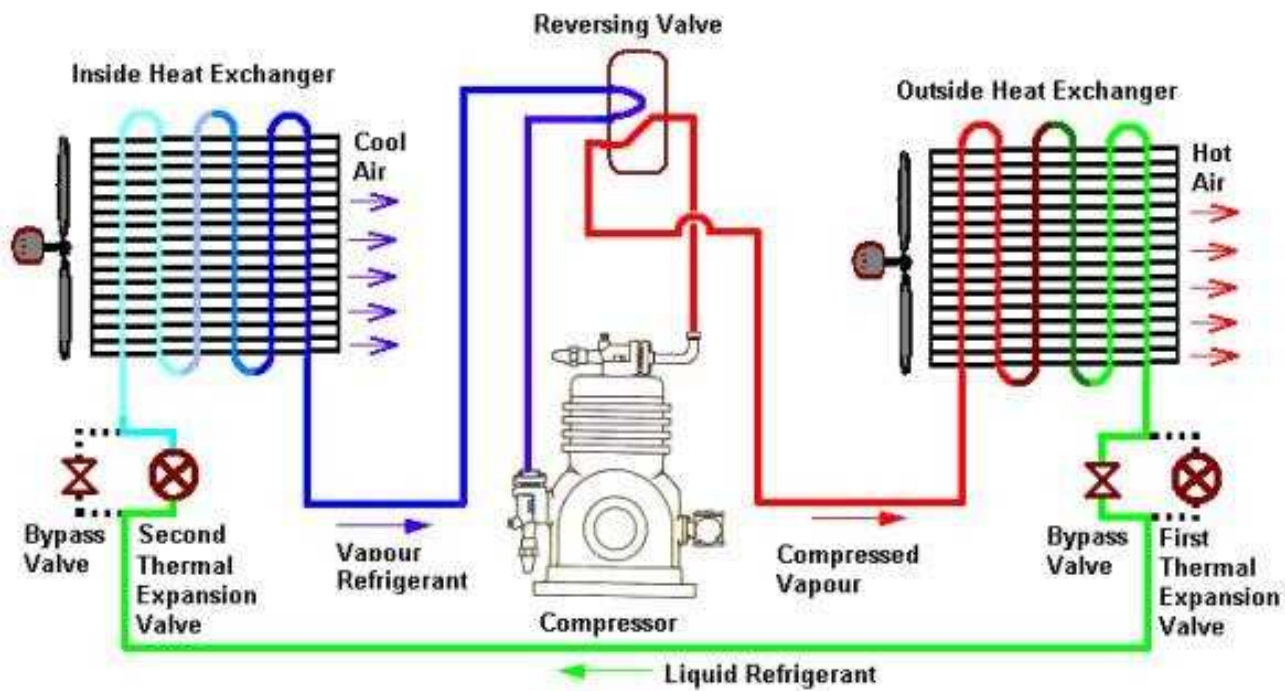 Reversing Valve
Inside Heat Exchanger
Outside Heat Exchanger
Cool
Air
Hot
Air
Bypass
Valve
Second
Thermal
Expansion
Valve
Vapour
Refrigerant
Compressor
Compressed
Vapour
Bypass
Valve
First
Thermal
Expansion
Valve
Liquid Refrigerant